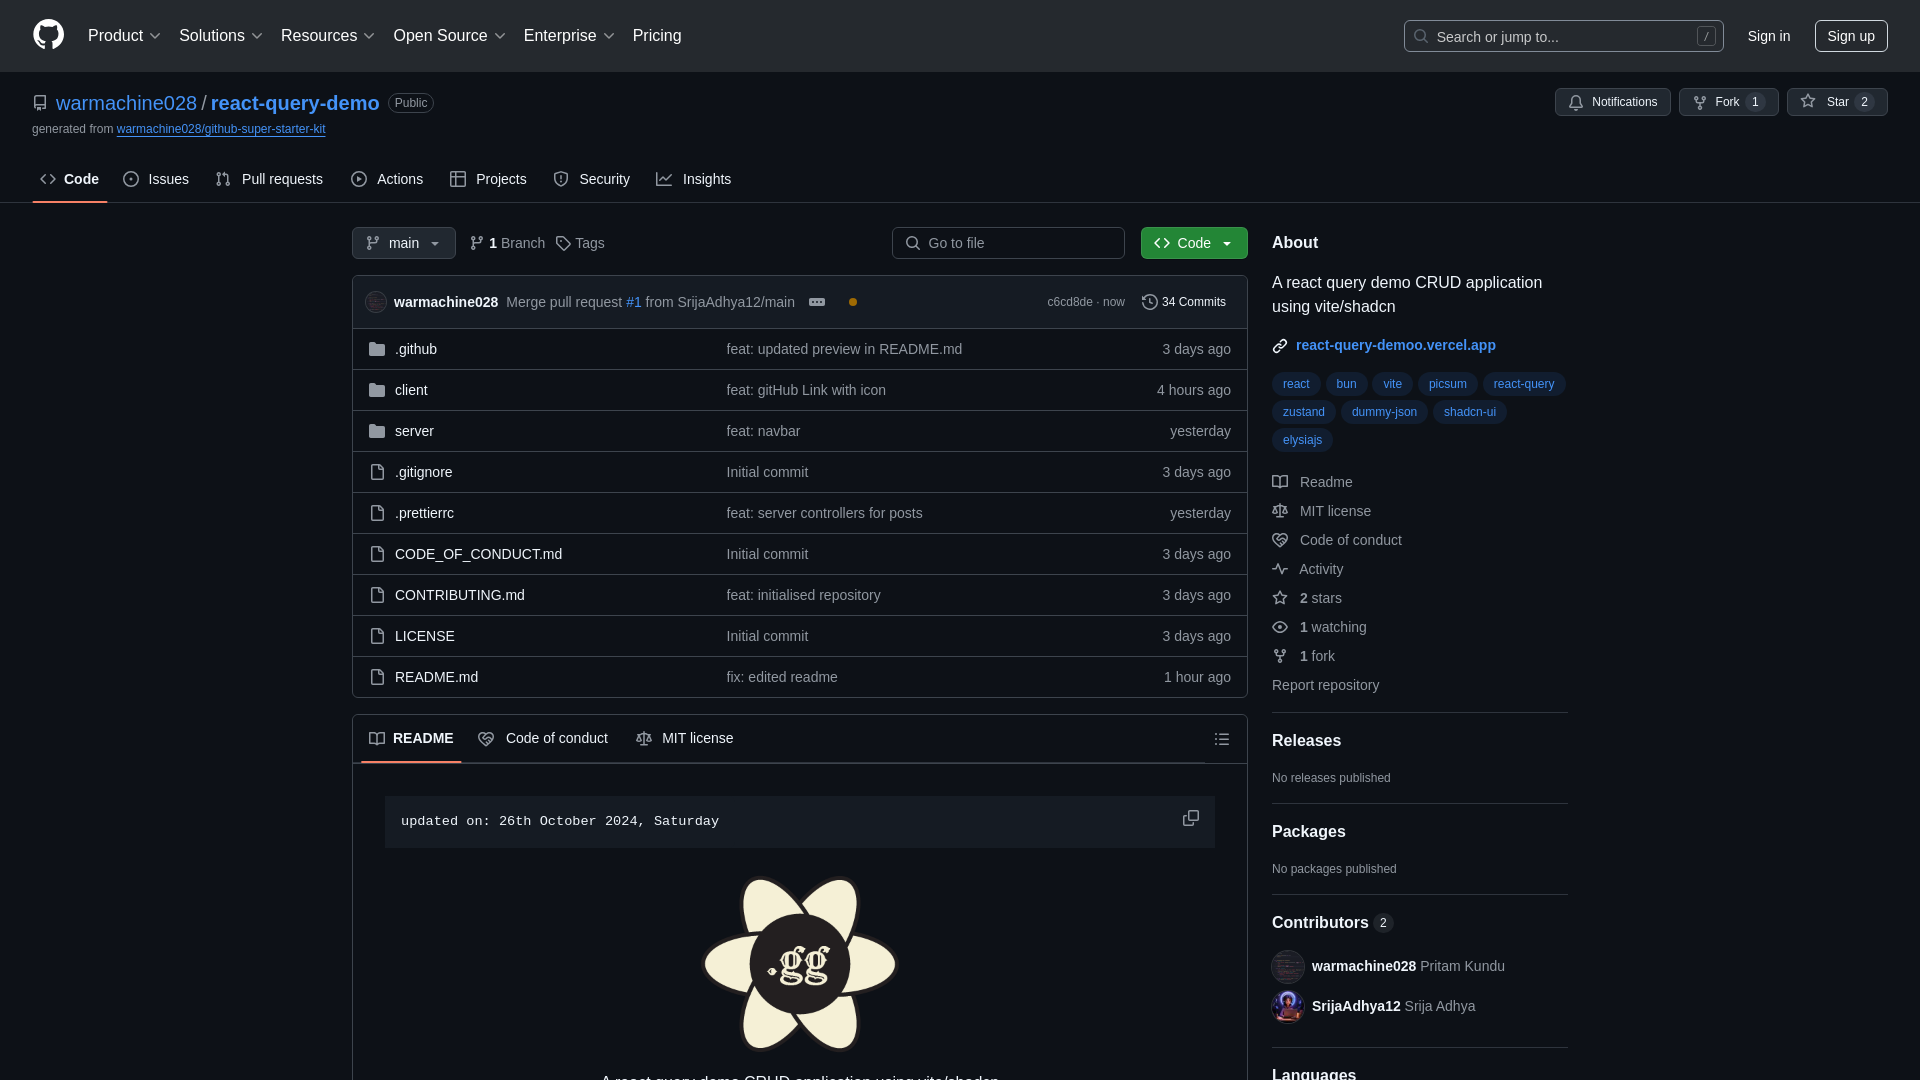 Product Solutions Resources Open Source Enterprise Pricing Search or jump to... / Sign in Sign up
warmachine028 / react-query-demo Public Notifications Fork 1 Star 2
generated from warmachine028/github-super-starter-kit
Code Issues Pull requests Actions Projects Security Insights
main 1 Branch Tags Go to file Code
warmachine028 Merge pull request #1 from SrijaAdhya12/main c6cd8de · now 34 Commits
.github feat: updated preview in README.md 3 days ago
client feat: gitHub Link with icon 4 hours ago
server feat: navbar yesterday
.gitignore Initial commit 3 days ago
.prettierrc feat: server controllers for posts yesterday
CODE_OF_CONDUCT.md Initial commit 3 days ago
CONTRIBUTING.md feat: initialised repository 3 days ago
LICENSE Initial commit 3 days ago
README.md fix: edited readme 1 hour ago
README Code of conduct MIT license
updated on: 26th October 2024, Saturday
.gg
A react query demo CRUD application using vite/shadcn
About
A react query demo CRUD application
using vite/shadcn
react-query-demoo.vercel.app
react bun vite picsum react-query
zustand dummy-json shadcn-ui
elysiajs
Readme
MIT license
Code of conduct
Activity
2 stars
1 watching
1 fork
Report repository
Releases
No releases published
Packages
No packages published
Contributors 2
warmachine028 Pritam Kundu
SrijaAdhya12 Srija Adhya
Languages